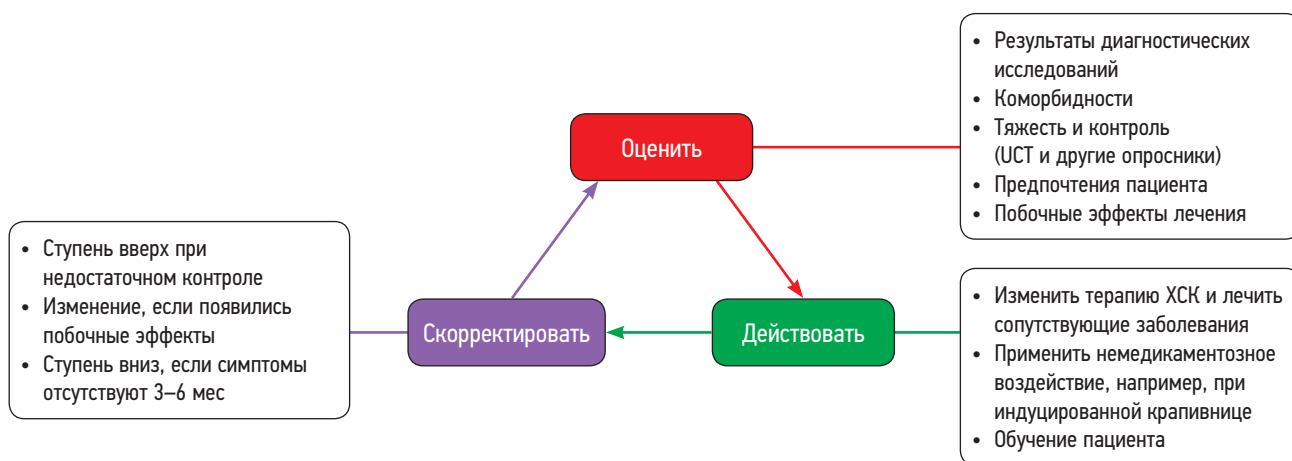 • Результаты диагностических
исследований
• Коморбидности
• Тяжесть и контроль
(UCT и другие опросники)
• Предпочтения пациента
• Побочные эффекты лечения
Оценить
• Ступень вверх при
недостаточном контроле
• Изменение, если появились
побочные эффекты
• Ступень вниз, если симптомы
отсутствуют 3–6 мес
Скорректировать
Действовать
• Изменить терапию ХСК и лечить
сопутствующие заболевания
• Применить немедикаментозное
воздействие, например, при
индуцированной крапивнице
• Обучение пациента